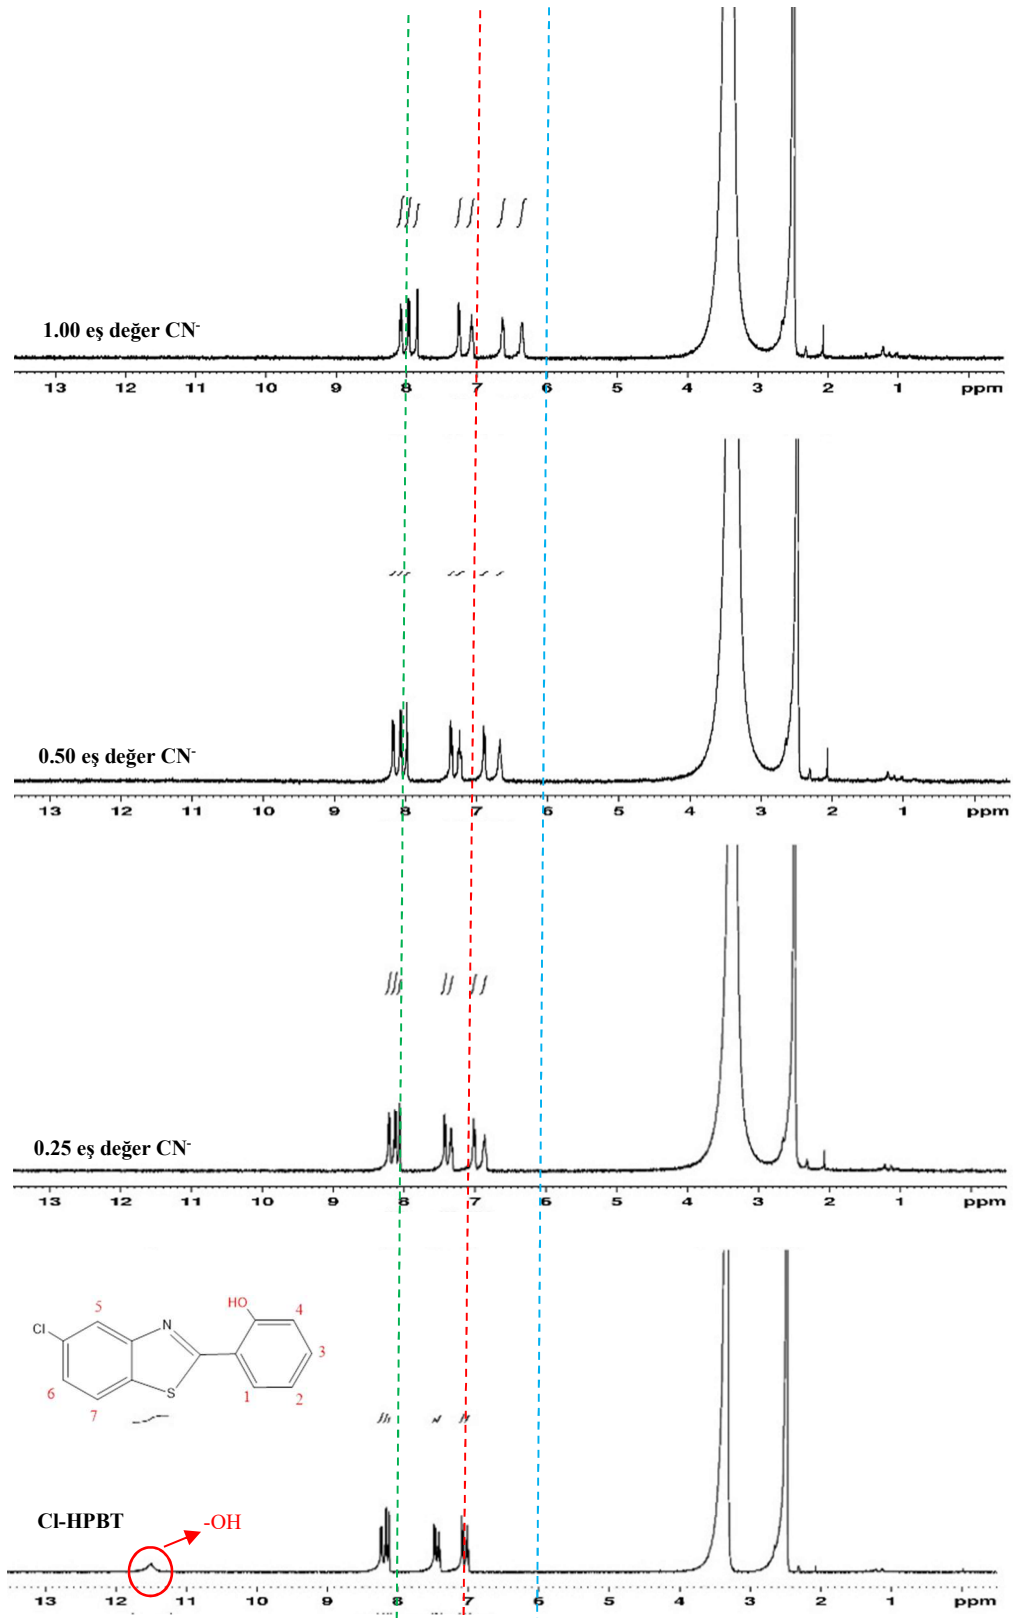 1.00 eş değer CN-
13 12 11 10 9 8 7 6 5 4 3 2 1 ppm
0.50 eş değer CN-
13 12 11 10 9 8 7 6 5 4 3 2 1 ppm
0.25 eş değer CN-
13 12 11 10 9 8 7 6 5 4 3 2 1 ppm
HO
4
5
Cl
N
3
6
S
1
2
7
Cl-HPBT
-OH
13 12 11 10 9 8 7 6 5 4 3 2 1 ppm